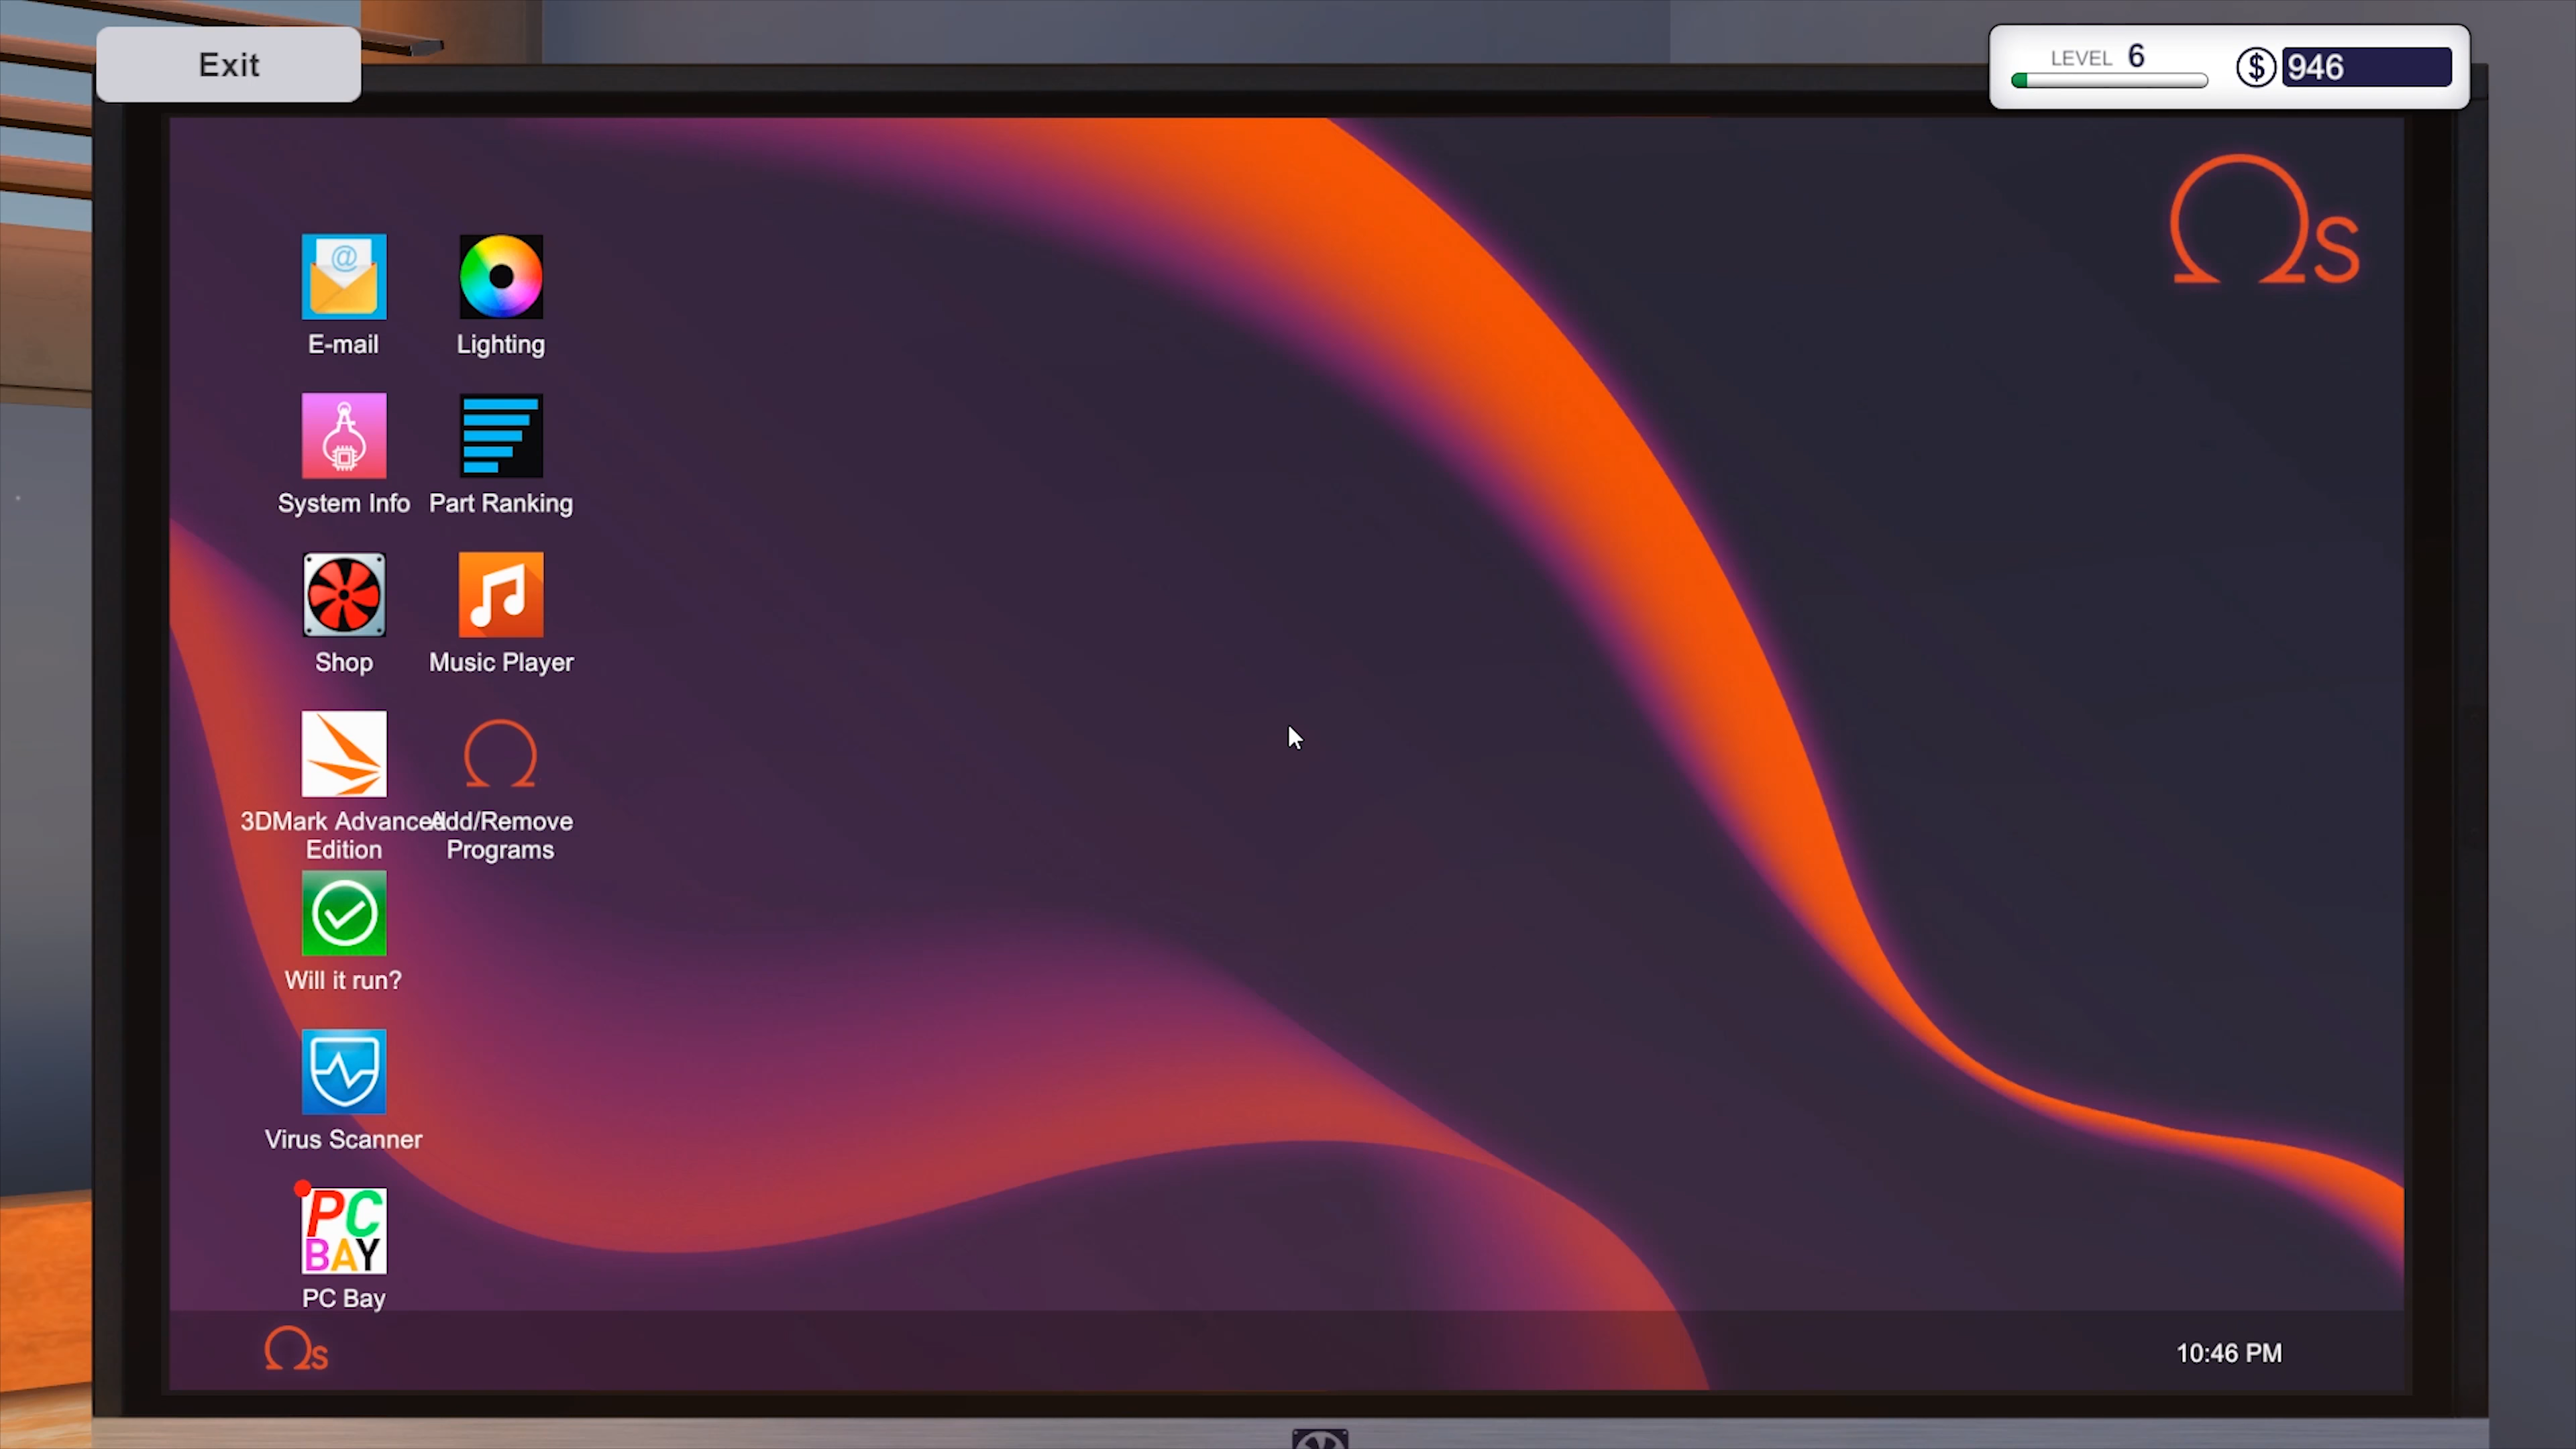 Exit
LEVEL 6
$ 946
Ωs
E-mail
Lighting
System Info
Part Ranking
Shop
Music Player
3DMark Advanced
Edition
Add/Remove
Programs
Will it run?
Virus Scanner
PC
BAY
PC Bay
Ωs
10:46 PM